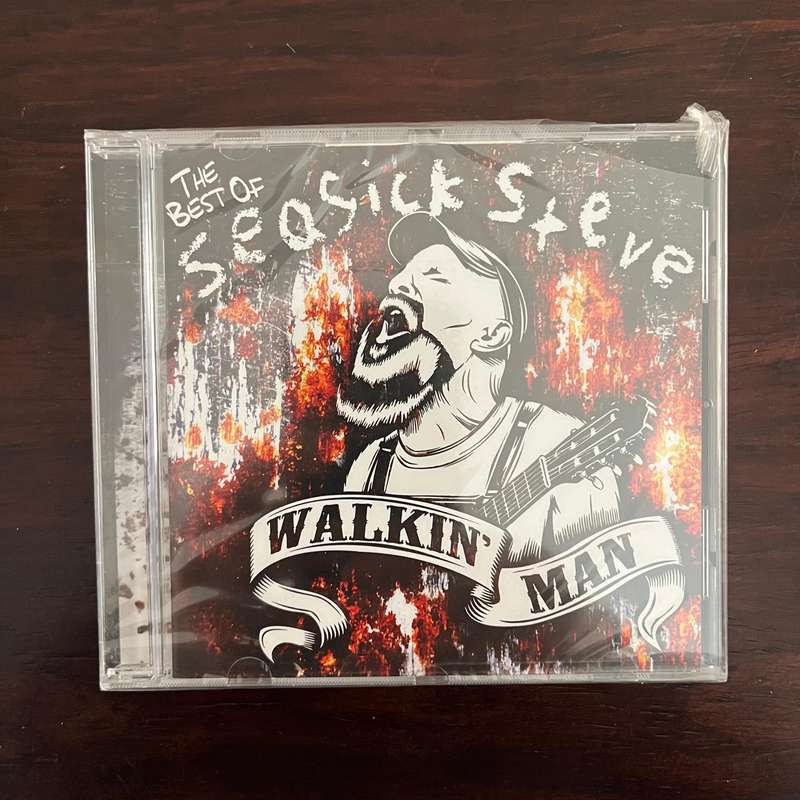 THE
BEST OF
Seasick Steve
WALKIN'
MAN